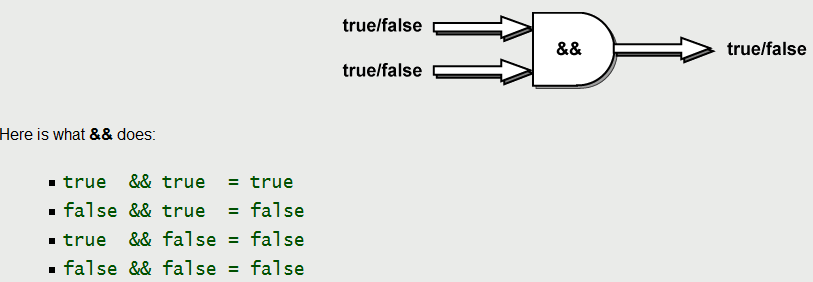 true/false
&&
true/false
true/false
Here is what && does:
true && true = true
false && true = false
true && false = false
false && false = false